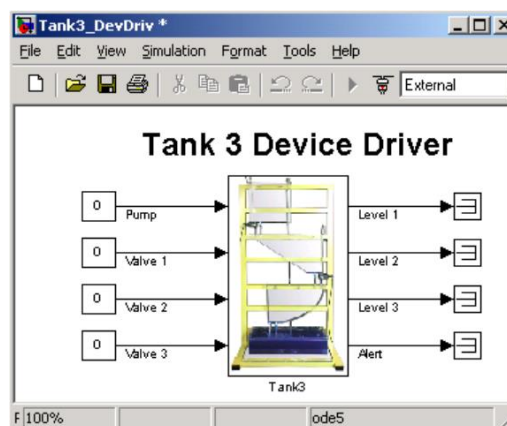 Tank3_DevDriv *
File Edit View Simulation Format Tools Help
External
Tank 3 Device Driver
0 Pump Level 1
0 Valve 1 Level 2
0 Valve 2 Level 3
0 Valve 3 Alert
Tank3
F 100% ode5